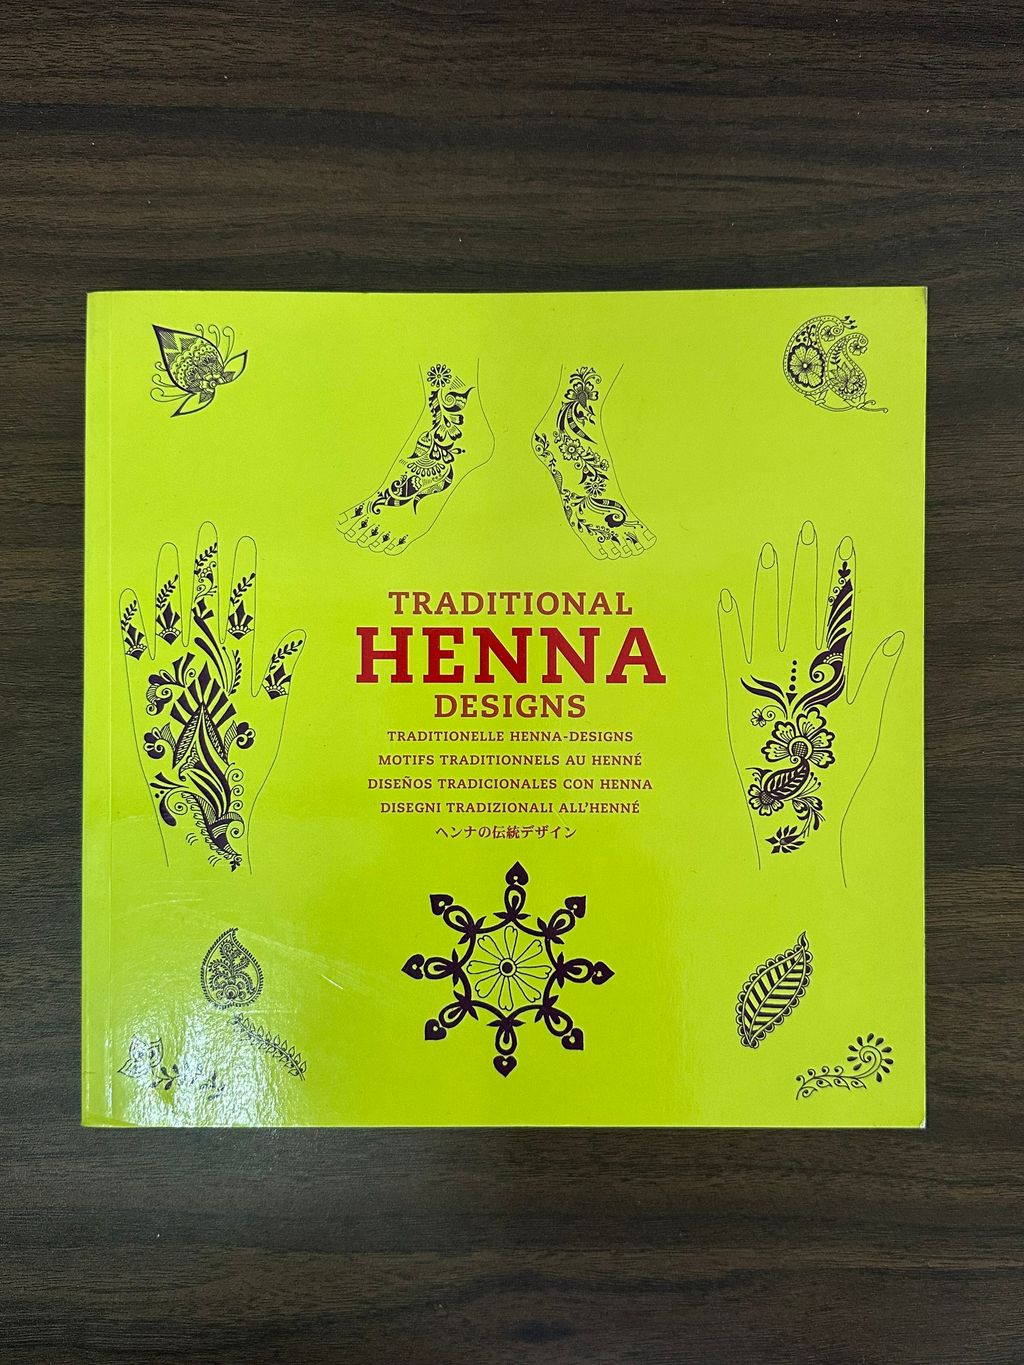 TRADITIONAL
HENNA
DESIGNS
TRADITIONELLE HENNA-DESIGNS
MOTIFS TRADITIONNELS AU HENNÉ
DISEÑOS TRADICIONALES CON HENNA
DISEGNI TRADIZIONALI ALL'HENNÉ
ヘンナの伝統デザイン